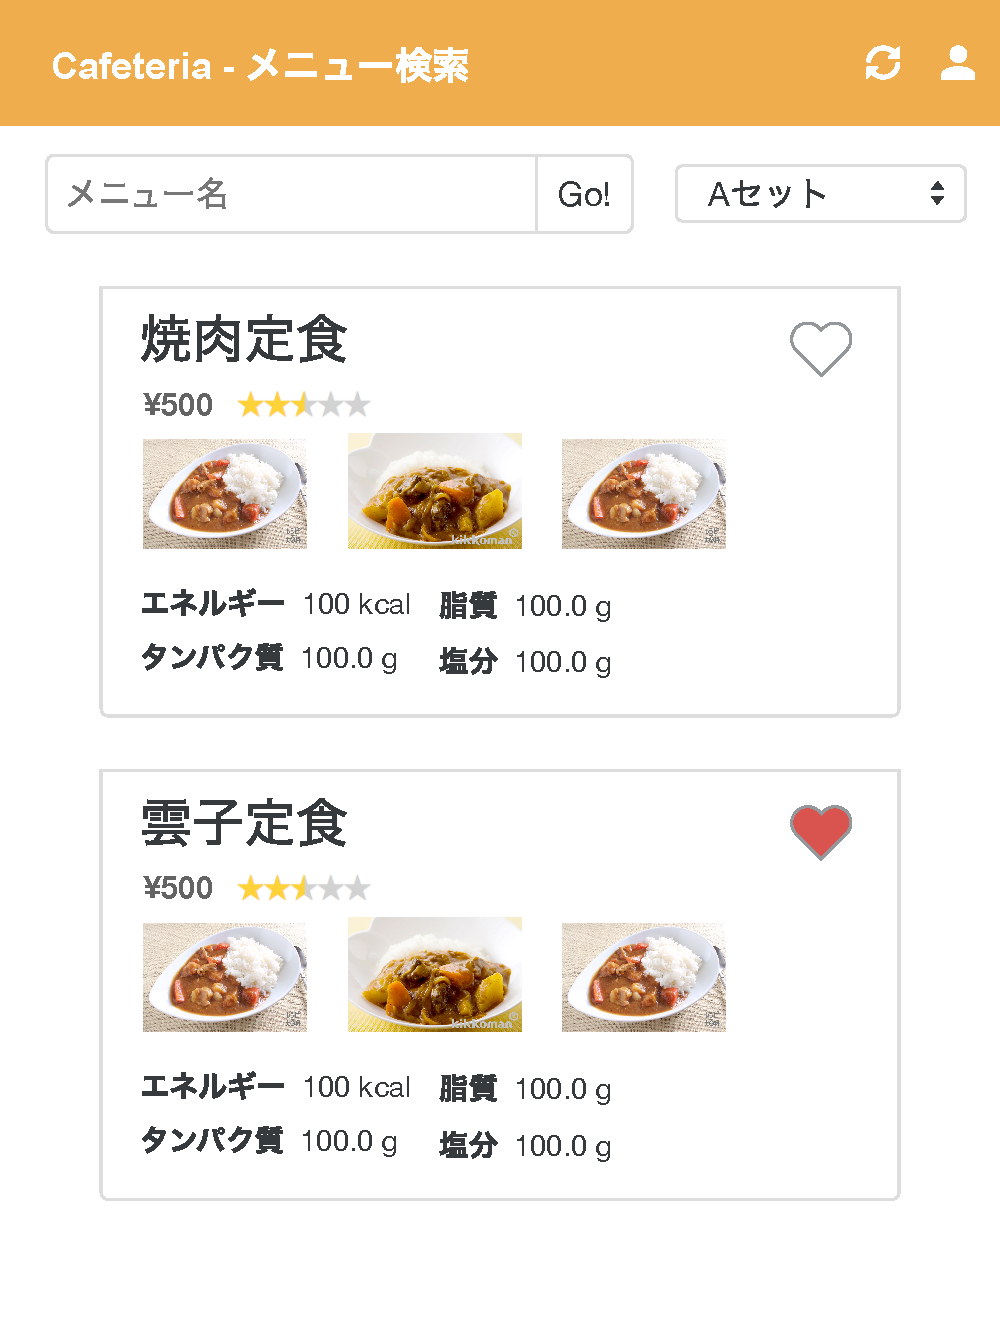 Cafeteria - メニュー検索
メニュー名 Go! Aセット
焼肉定食
¥500
kikkoman
エネルギー 100 kcal 脂質 100.0 g
タンパク質 100.0 g 塩分 100.0 g
雲子定食
¥500
kikkoman
エネルギー 100 kcal 脂質 100.0 g
タンパク質 100.0 g 塩分 100.0 g